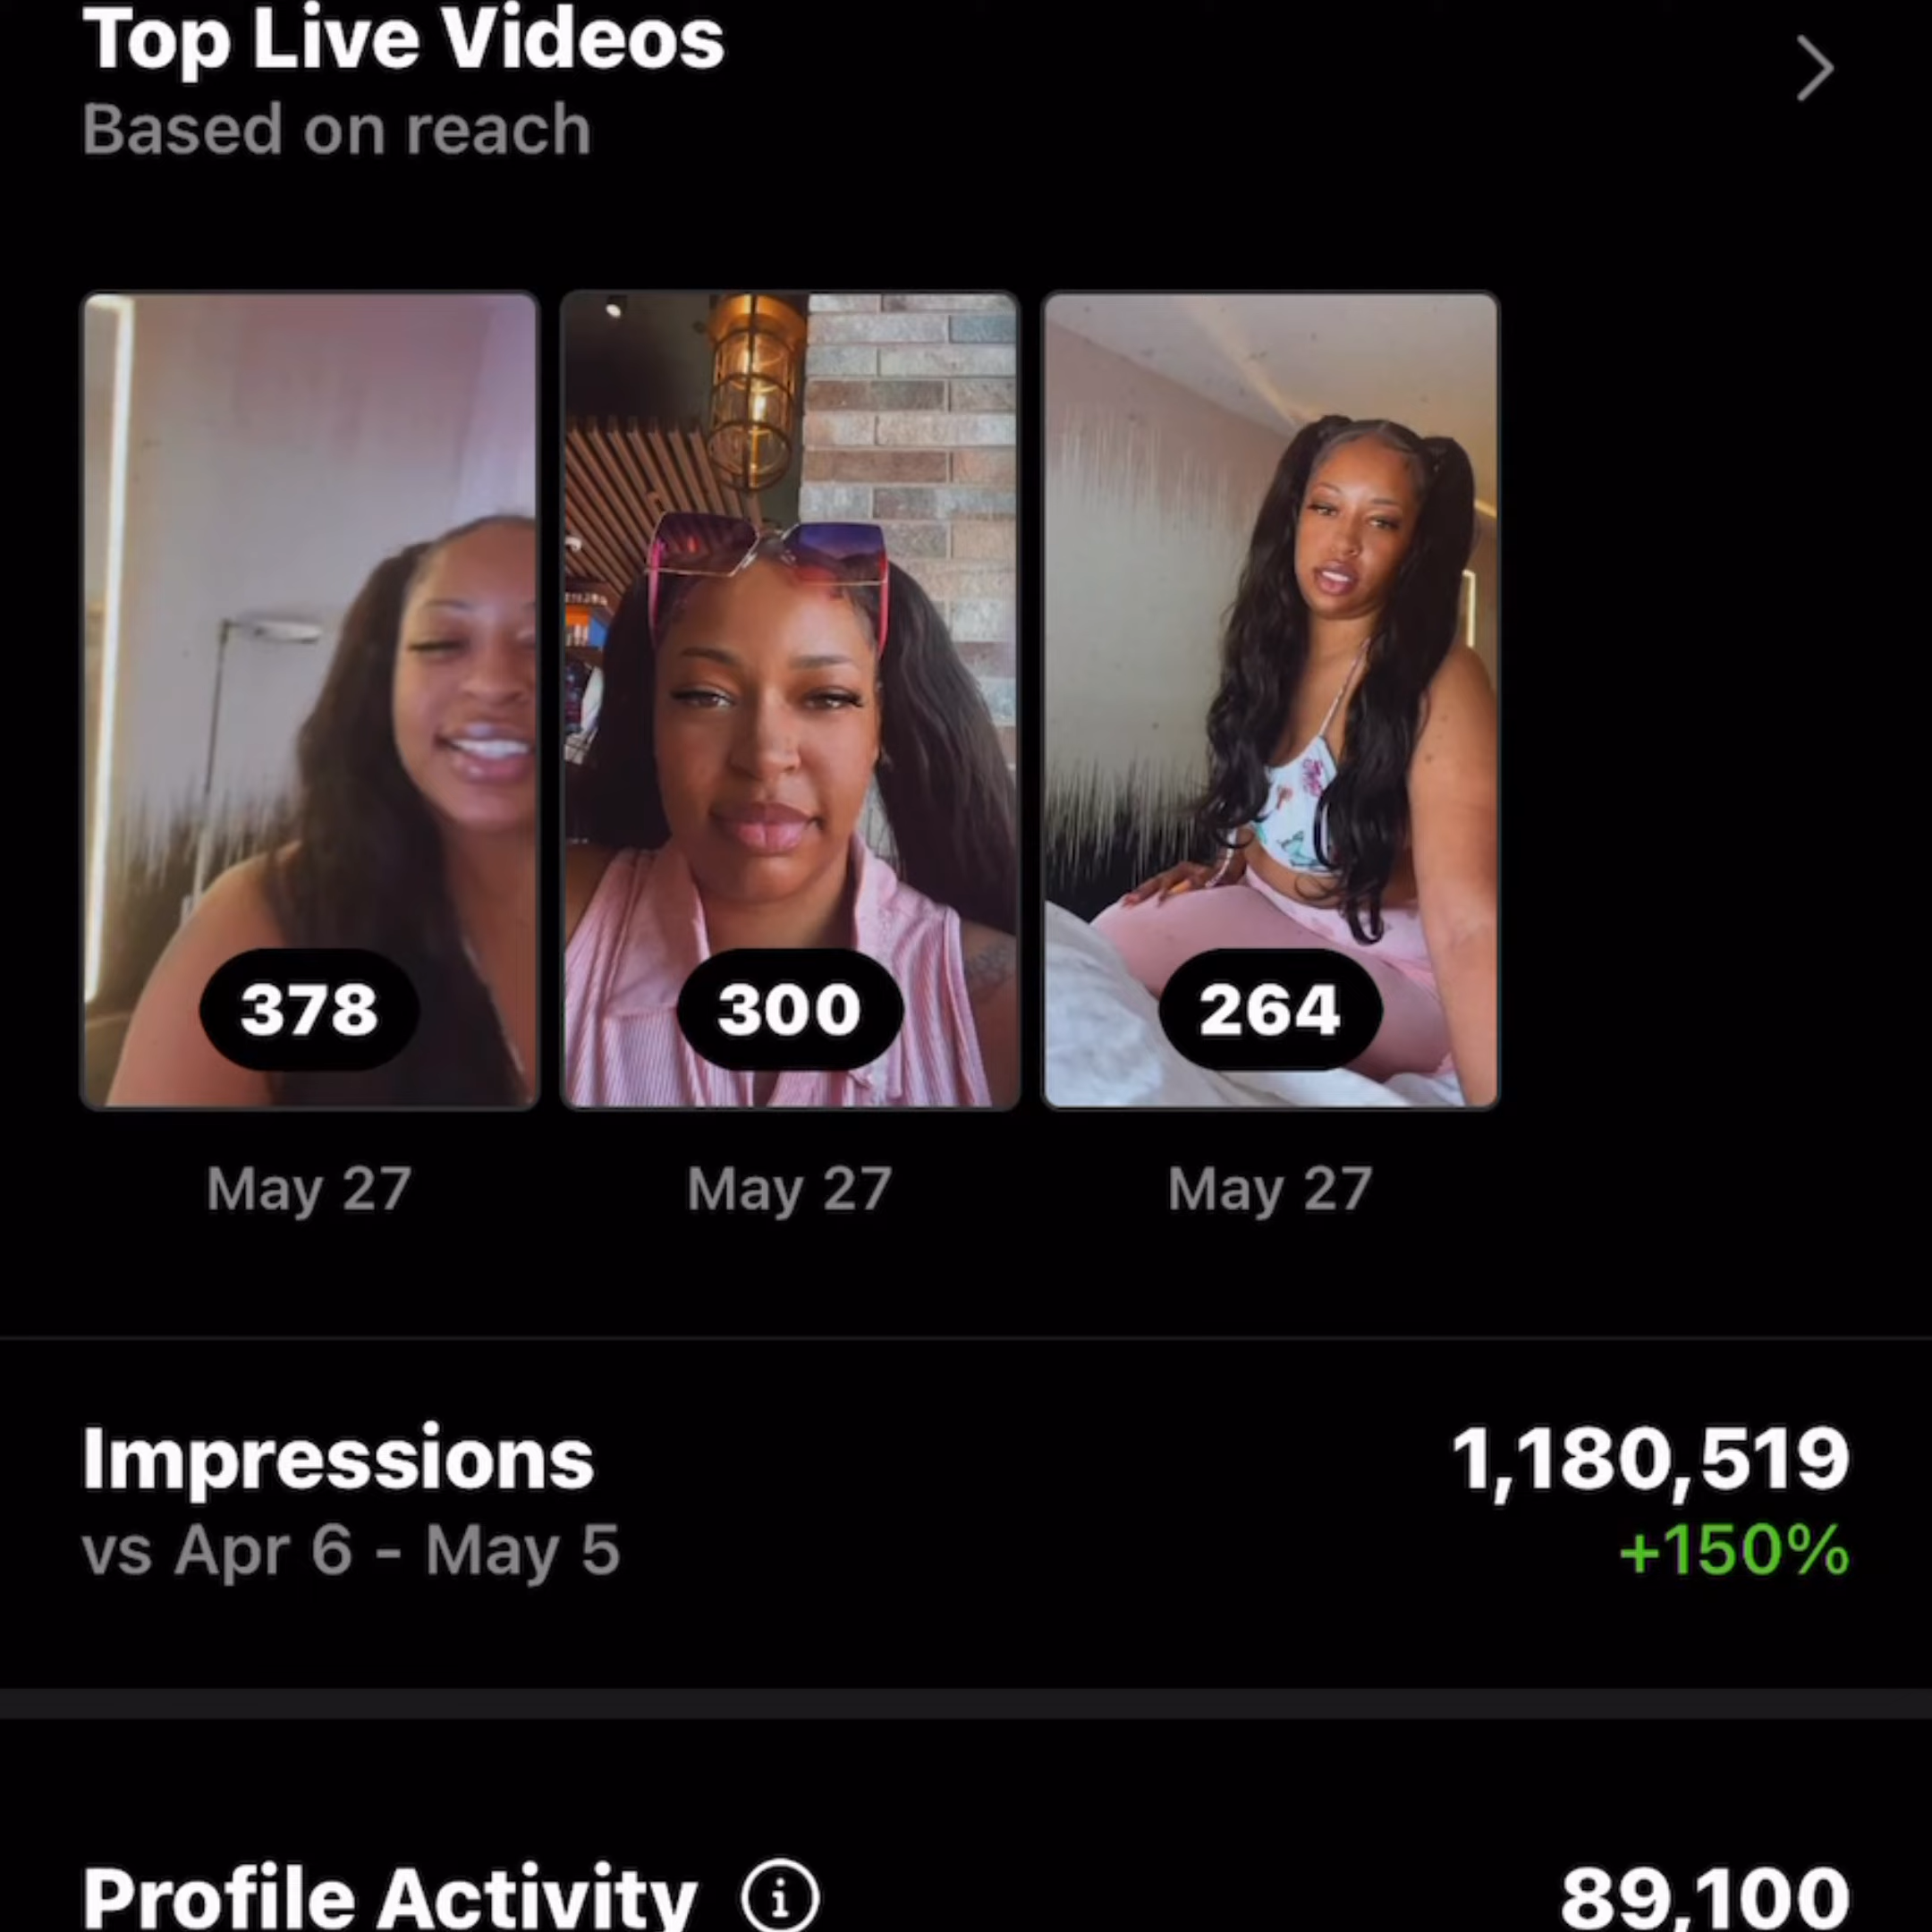 Top Live Videos
Based on reach
378
300
264
May 27
May 27
May 27
Impressions
1,180,519
vs Apr 6 - May 5
+150%
Profile Activity
89,100